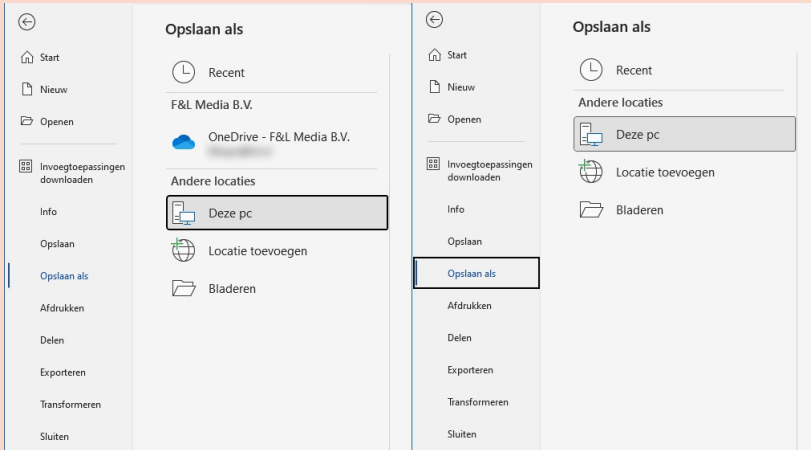 Start
Nieuw
Openen
Invoegtoepassingen
downloaden
Info
Opslaan
Opslaan als
Afdrukken
Delen
Exporteren
Transformeren
Sluiten
Opslaan als
Recent
F&L Media B.V.
OneDrive - F&L Media B.V.
Andere locaties
Deze pc
Locatie toevoegen
Bladeren
Start
Nieuw
Openen
Invoegtoepassingen
downloaden
Info
Opslaan
Opslaan als
Afdrukken
Delen
Exporteren
Transformeren
Sluiten
Opslaan als
Recent
Andere locaties
Deze pc
Locatie toevoegen
Bladeren